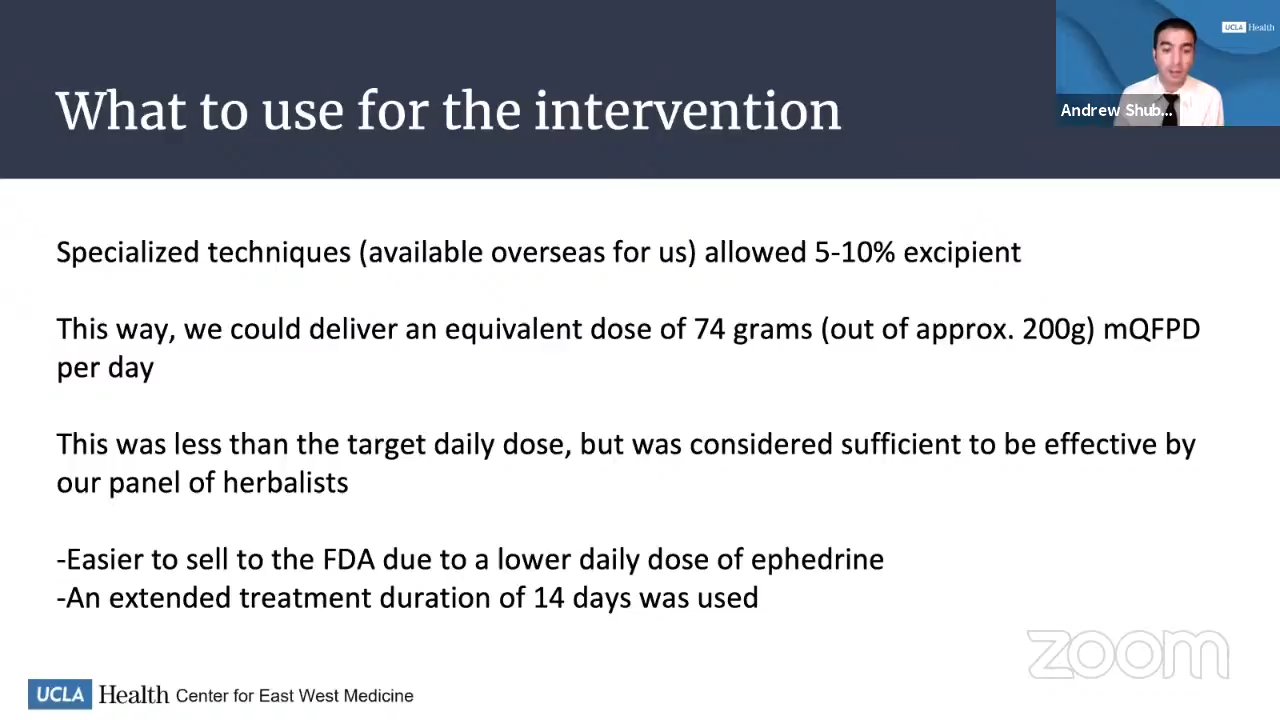 UCLA Health
Andrew Shub...
What to use for the intervention
Specialized techniques (available overseas for us) allowed 5-10% excipient
This way, we could deliver an equivalent dose of 74 grams (out of approx. 200g) mQFPD
per day
This was less than the target daily dose, but was considered sufficient to be effective by
our panel of herbalists
-Easier to sell to the FDA due to a lower daily dose of ephedrine
-An extended treatment duration of 14 days was used
zoom
UCLA Health Center for East West Medicine